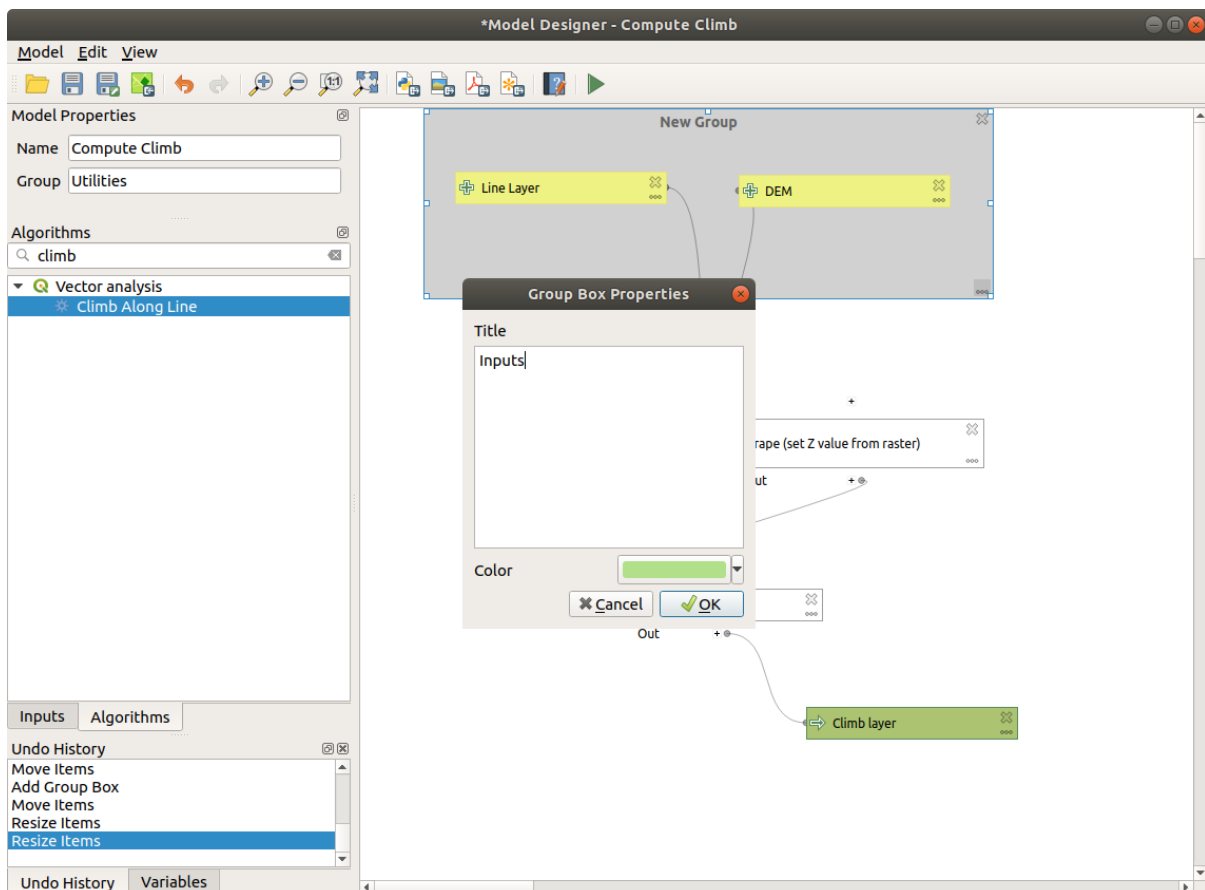 *Model Designer - Compute Climb
Model Edit View
Model Properties
Name Compute Climb
Group Utilities
Algorithms
climb
Vector analysis
Climb Along Line
Inputs Algorithms
Undo History
Move Items
Add Group Box
Move Items
Resize Items
Resize Items
Undo History Variables
New Group
Line Layer
DEM
Group Box Properties
Title
Inputs
Color
Cancel OK
rape (set Z value from raster)
ut +
Out +
Climb layer